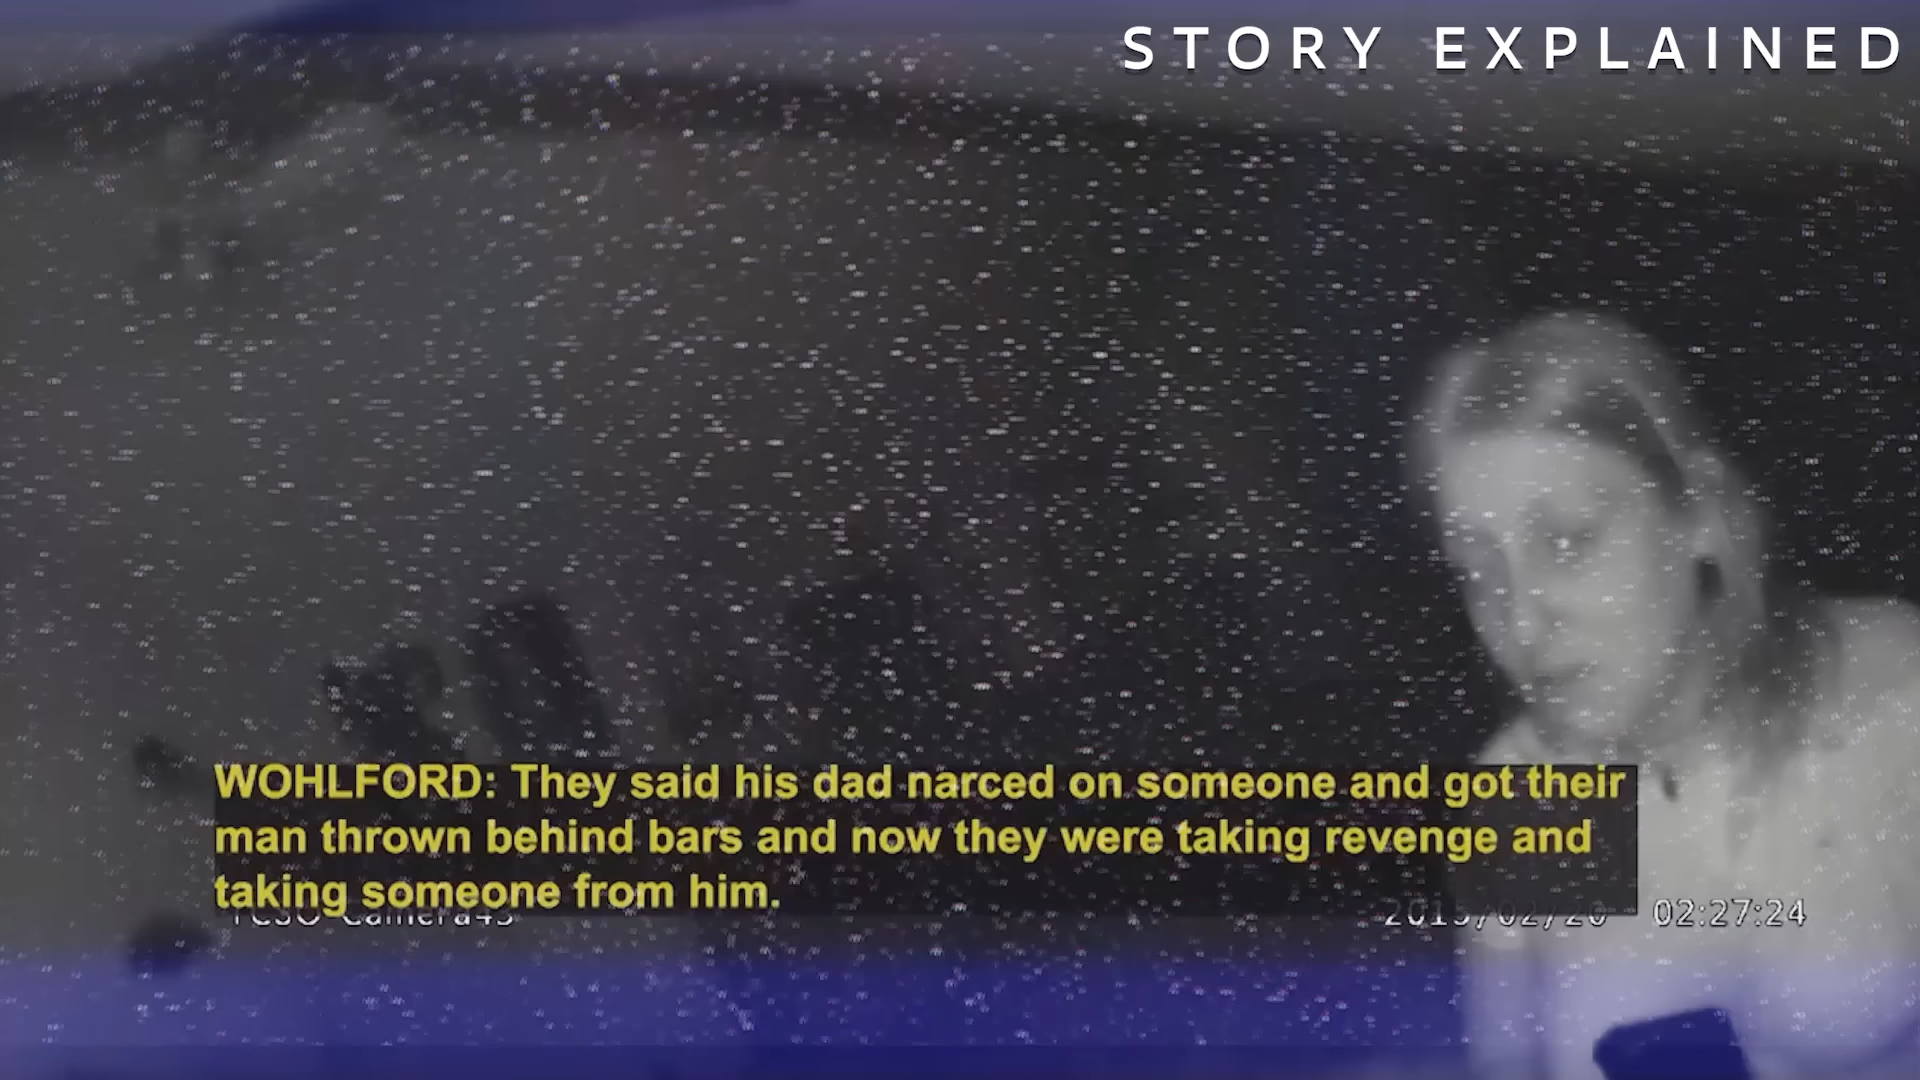 STORY EXPLAINED
WOHLFORD: They said his dad narced on someone and got their
man thrown behind bars and now they were taking revenge and
taking someone from him.
02:27:24